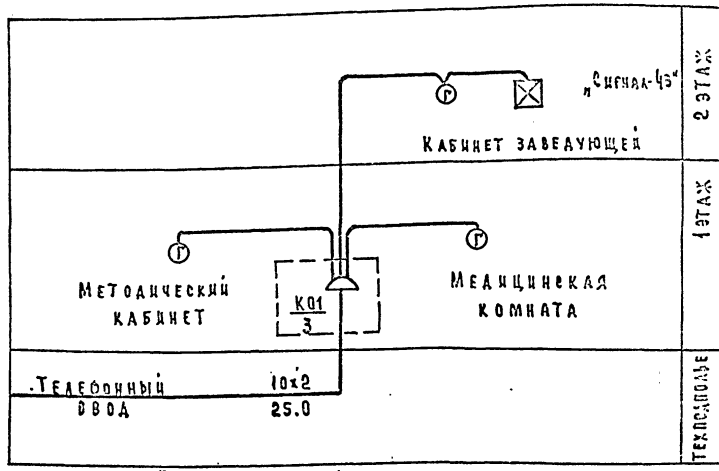 „Сигнал-43“
2 ЭТАЖ
Г
КАБИНЕТ ЗАВЕДУЮЩЕЙ
1 ЭТАЖ
Г
Г
МЕТОДИЧЕСКИЙ
КАБИНЕТ
К01
3
МЕДИЦИНСКАЯ
КОМНАТА
ТЕЛЕФОННЫЙ
ВВОД
10х2
25.0
ТЕХПОДПОЛЬЕ